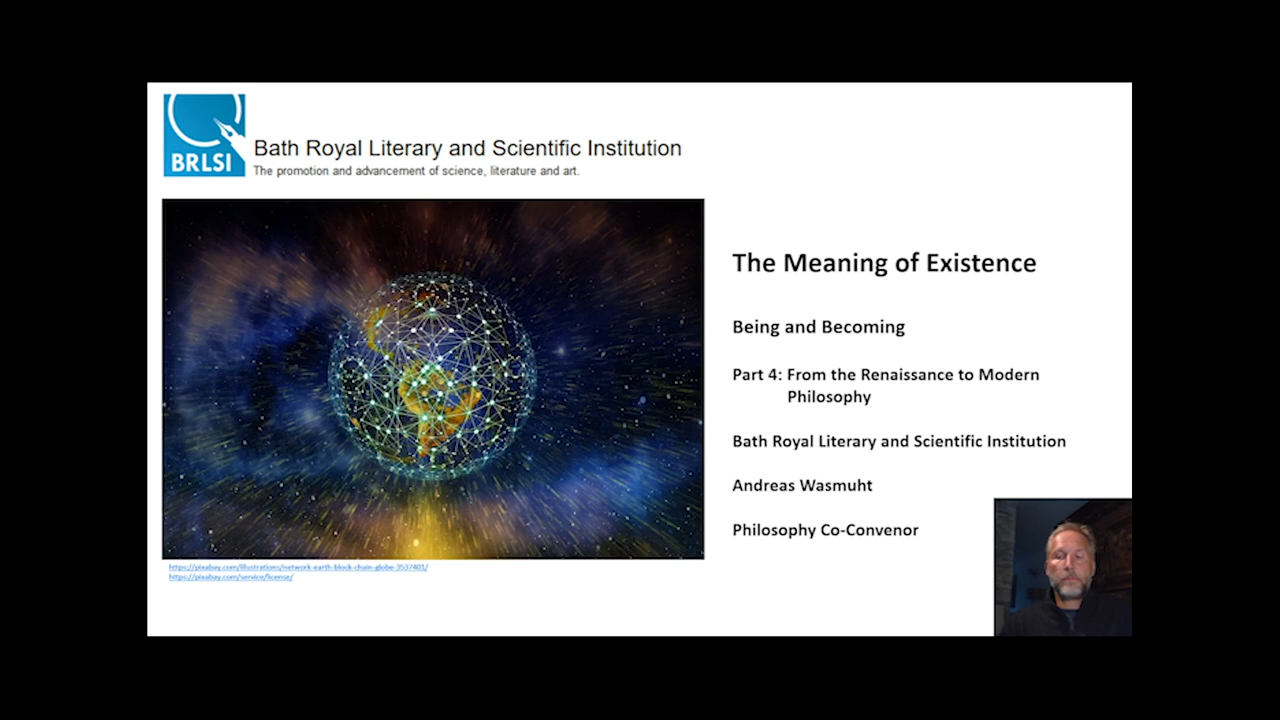 BRLSI
Bath Royal Literary and Scientific Institution
The promotion and advancement of science, literature and art.
The Meaning of Existence
Being and Becoming
Part 4: From the Renaissance to Modern
Philosophy
Bath Royal Literary and Scientific Institution
Andreas Wasmuht
Philosophy Co-Convenor
https://pixabay.com/illustrations/network-earth-block-chain-globe-3537401/
https://pixabay.com/service/license/